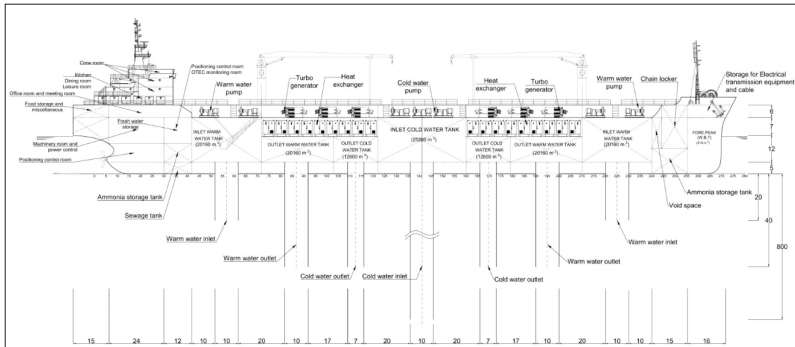 Crew room
Kitchen
Dining room
Leisure room
Office room and meeting room
Food storage and
miscellaneous
Fresh water
storage
Machinery room and
power control
Positioning control room
Positioning control room
OTEC monitoring room
Warm water
pump
Turbo
generator
Heat
exchanger
Cold water
pump
Heat
exchanger
Turbo
generator
Warm water
pump
Chain locker
Storage for Electrical
transmission equipment
and cable
INLET WARM
WATER TANK
(20160 m³)
OUTLET WARM WATER TANK
(20160 m³)
OUTLET COLD
WATER TANK
(12600 m³)
INLET COLD WATER TANK
OUTLET COLD
WATER TANK
(12600 m³)
OUTLET WARM WATER TANK
(20160 m³)
INLET WARM
WATER TANK
(20160 m³)
FORE PEAK
Ammonia storage tank
Sewage tank
Warm water inlet
Warm water outlet
Cold water outlet
Cold water inlet
Cold water outlet
Warm water outlet
Warm water inlet
Void space
Ammonia storage tank
6
7
12
5
20
40
800
15 24 12 10 10 20 10 17 7 20 10 20 7 17 10 20 10 10 15 16